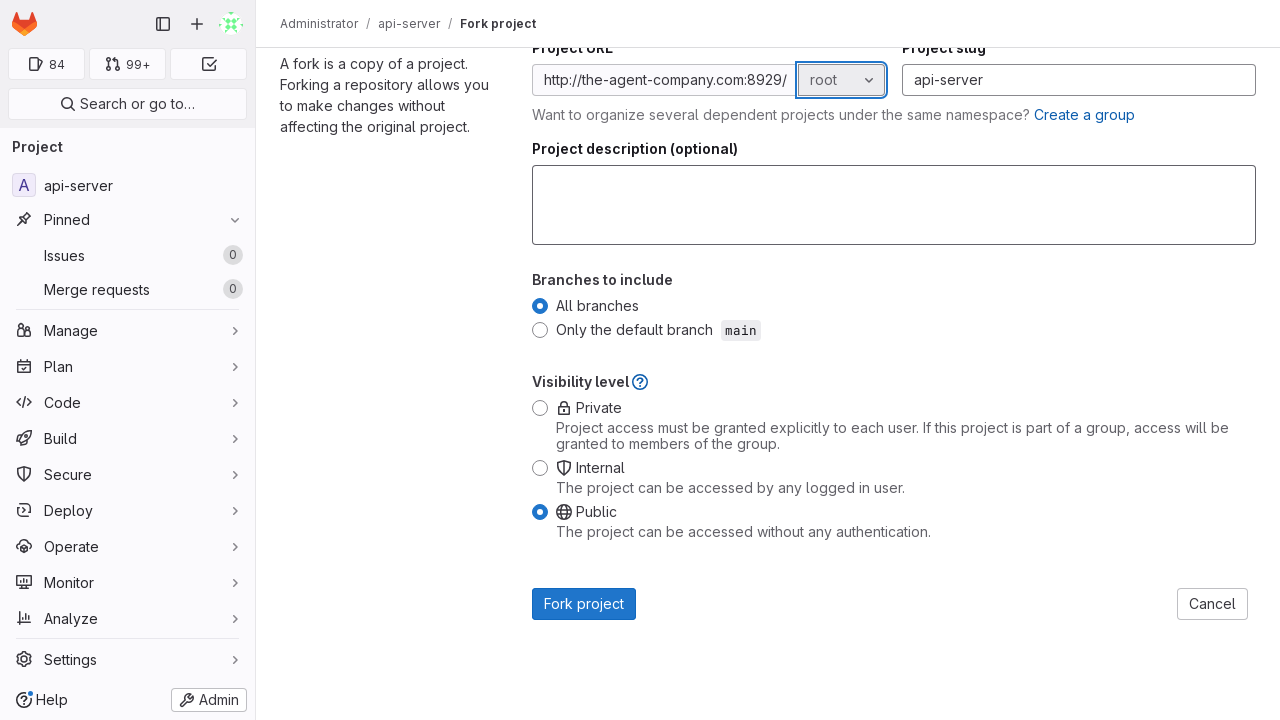 Administrator / api-server / Fork project
84
99+
Search or go to…
Project
A api-server
Pinned
Issues 0
Merge requests 0
Manage
Plan
Code
Build
Secure
Deploy
Operate
Monitor
Analyze
Settings
Help
Admin
A fork is a copy of a project.
Forking a repository allows you
to make changes without
affecting the original project.
Project URL
http://the-agent-company.com:8929/ root
Project slug
api-server
Want to organize several dependent projects under the same namespace? Create a group
Project description (optional)
Branches to include
All branches
Only the default branch main
Visibility level
Private
Project access must be granted explicitly to each user. If this project is part of a group, access will be
granted to members of the group.
Internal
The project can be accessed by any logged in user.
Public
The project can be accessed without any authentication.
Fork project
Cancel